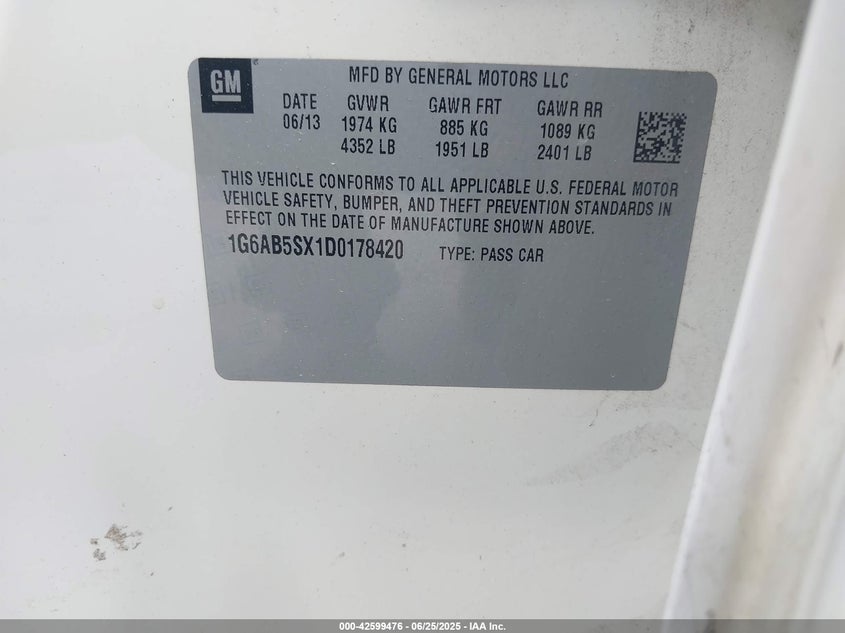 GM
MFD BY GENERAL MOTORS LLC
DATE GVWR GAWR FRT GAWR RR
06/13 1974 KG 885 KG 1089 KG
4352 LB 1951 LB 2401 LB
THIS VEHICLE CONFORMS TO ALL APPLICABLE U.S. FEDERAL MOTOR
VEHICLE SAFETY, BUMPER, AND THEFT PREVENTION STANDARDS IN
EFFECT ON THE DATE OF MANUFACTURE SHOWN ABOVE.
1G6AB5SX1D0178420 TYPE: PASS CAR
000-42599476 - 06/25/2025 - IAA Inc.